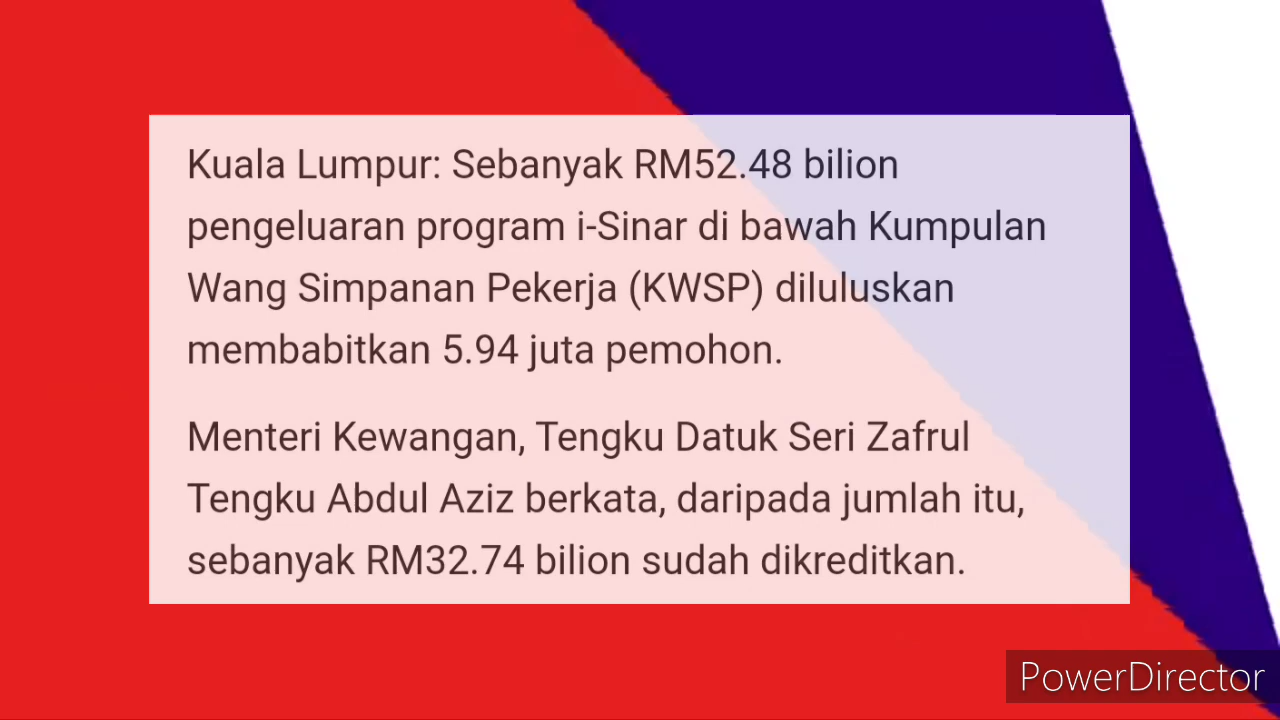 Kuala Lumpur: Sebanyak RM52.48 bilion
pengeluaran program i-Sinar di bawah Kumpulan
Wang Simpanan Pekerja (KWSP) diluluskan
membabitkan 5.94 juta pemohon.
Menteri Kewangan, Tengku Datuk Seri Zafrul
Tengku Abdul Aziz berkata, daripada jumlah itu,
sebanyak RM32.74 bilion sudah dikreditkan.
PowerDirector